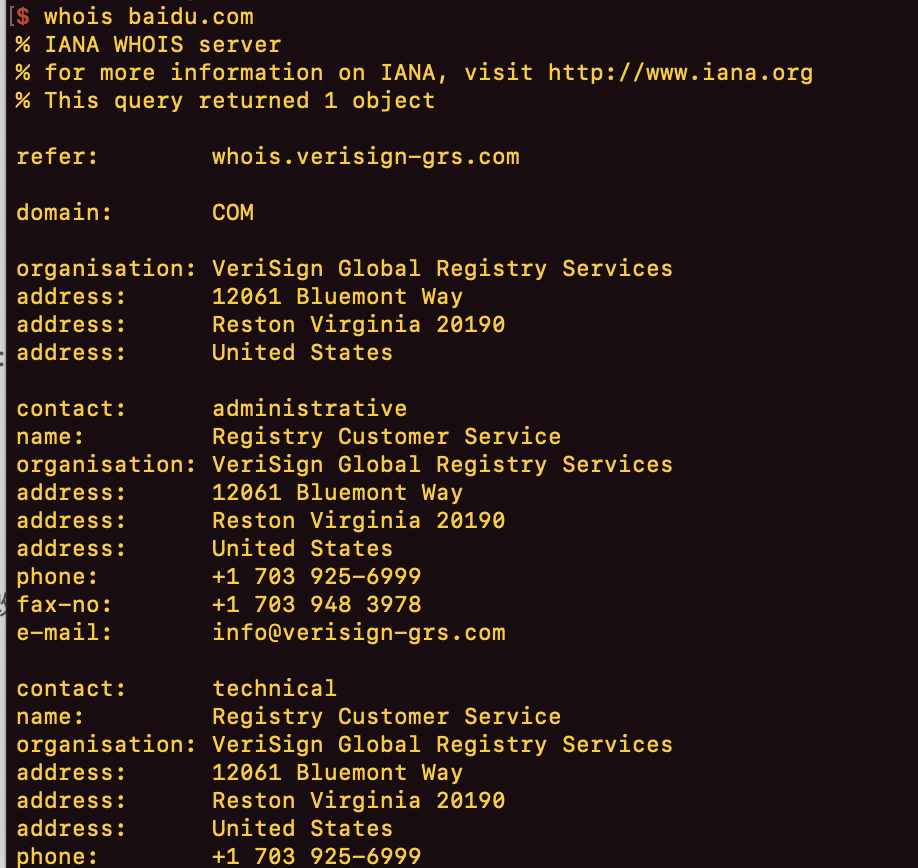 [$ whois baidu.com
% IANA WHOIS server
% for more information on IANA, visit http://www.iana.org
% This query returned 1 object
refer: whois.verisign-grs.com
domain: COM
organisation: VeriSign Global Registry Services
address: 12061 Bluemont Way
address: Reston Virginia 20190
address: United States
contact: administrative
name: Registry Customer Service
organisation: VeriSign Global Registry Services
address: 12061 Bluemont Way
address: Reston Virginia 20190
address: United States
phone: +1 703 925-6999
fax-no: +1 703 948 3978
e-mail: info@verisign-grs.com
contact: technical
name: Registry Customer Service
organisation: VeriSign Global Registry Services
address: 12061 Bluemont Way
address: Reston Virginia 20190
address: United States
phone: +1 703 925-6999